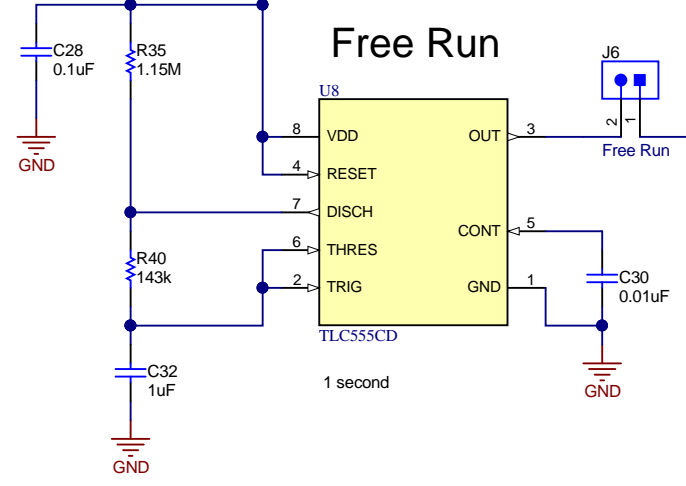 Free Run
C28
0.1uF
R35
1.15M
GND
U8
8
VDD
4
RESET
7
DISCH
6
THRES
2
TRIG
OUT
3
CONT
5
GND
1
TLC555CD
1 second
J6
2
1
Free Run
R40
143k
C32
1uF
GND
C30
0.01uF
GND